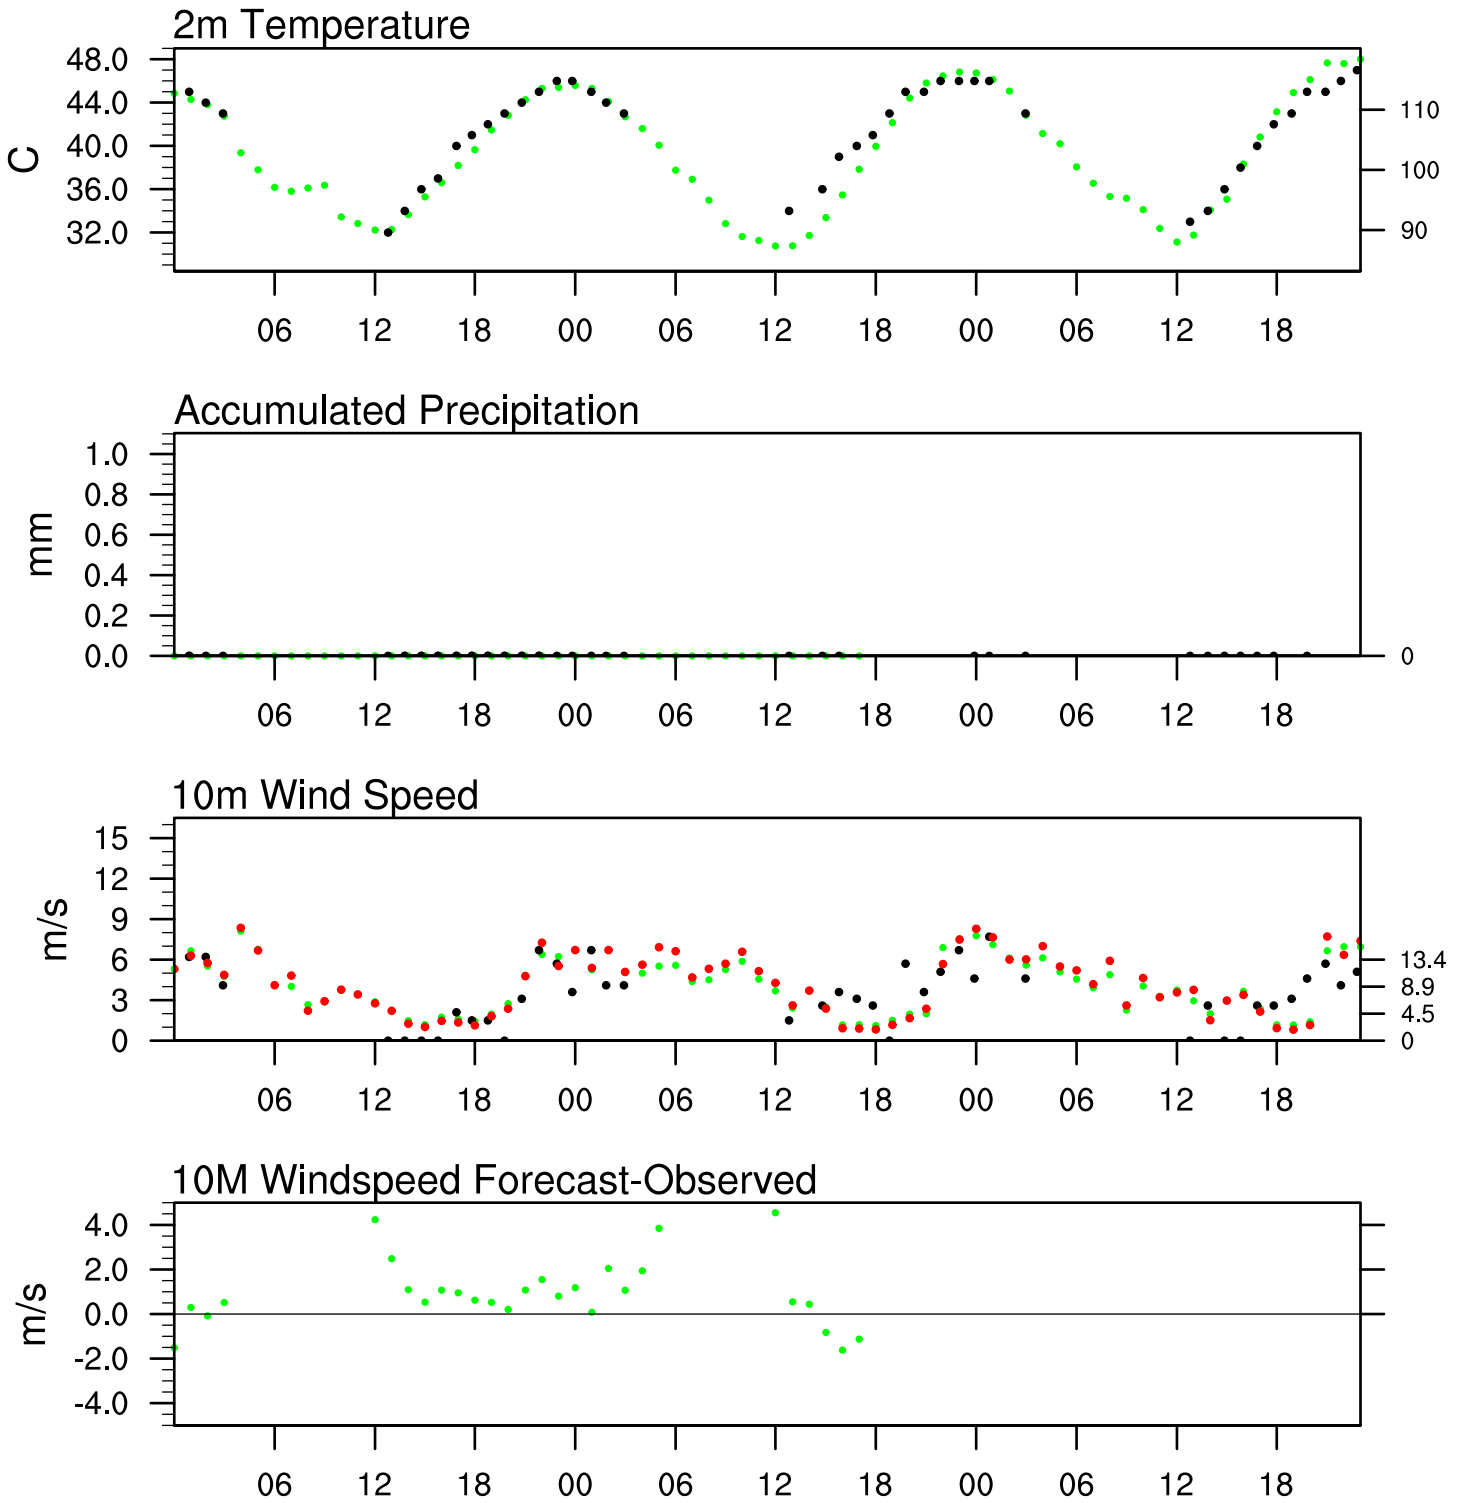 2m Temperature
C
48.0
44.0
40.0
36.0
32.0
110
100
90
06 12 18 00 06 12 18 00 06 12 18
Accumulated Precipitation
mm
1.0
0.8
0.6
0.4
0.2
0.0
0
06 12 18 00 06 12 18 00 06 12 18
10m Wind Speed
m/s
15
12
9
6
3
0
13.4
8.9
4.5
0
06 12 18 00 06 12 18 00 06 12 18
10M Windspeed Forecast-Observed
m/s
4.0
2.0
0.0
-2.0
-4.0
06 12 18 00 06 12 18 00 06 12 18